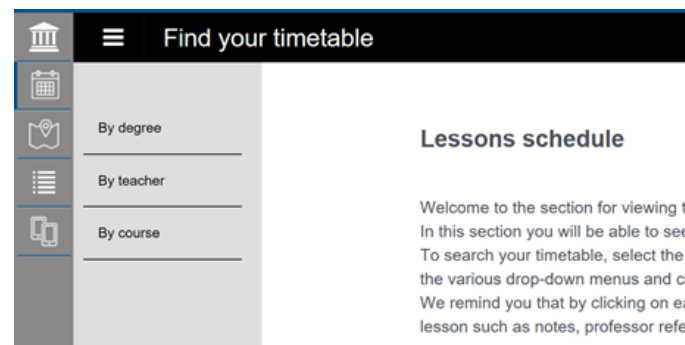 Find your timetable
By degree
By teacher
By course
Lessons schedule
Welcome to the section for viewing
In this section you will be able to see
To search your timetable, select the
the various drop-down menus and
We remind you that by clicking on
lesson such as notes, professor